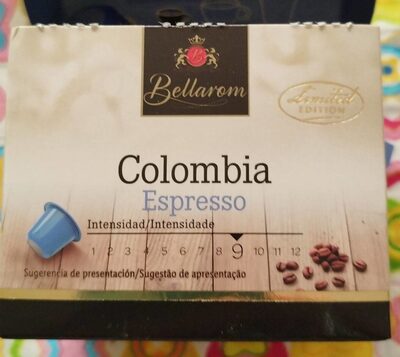 B
Bellarom
Limited
EDITION
Colombia
Espresso
Intensidad/Intensidade
1 2 3 4 5 6 7 8 9 10 11 12
Sugerencia de presentación/Sugestão de apresentação